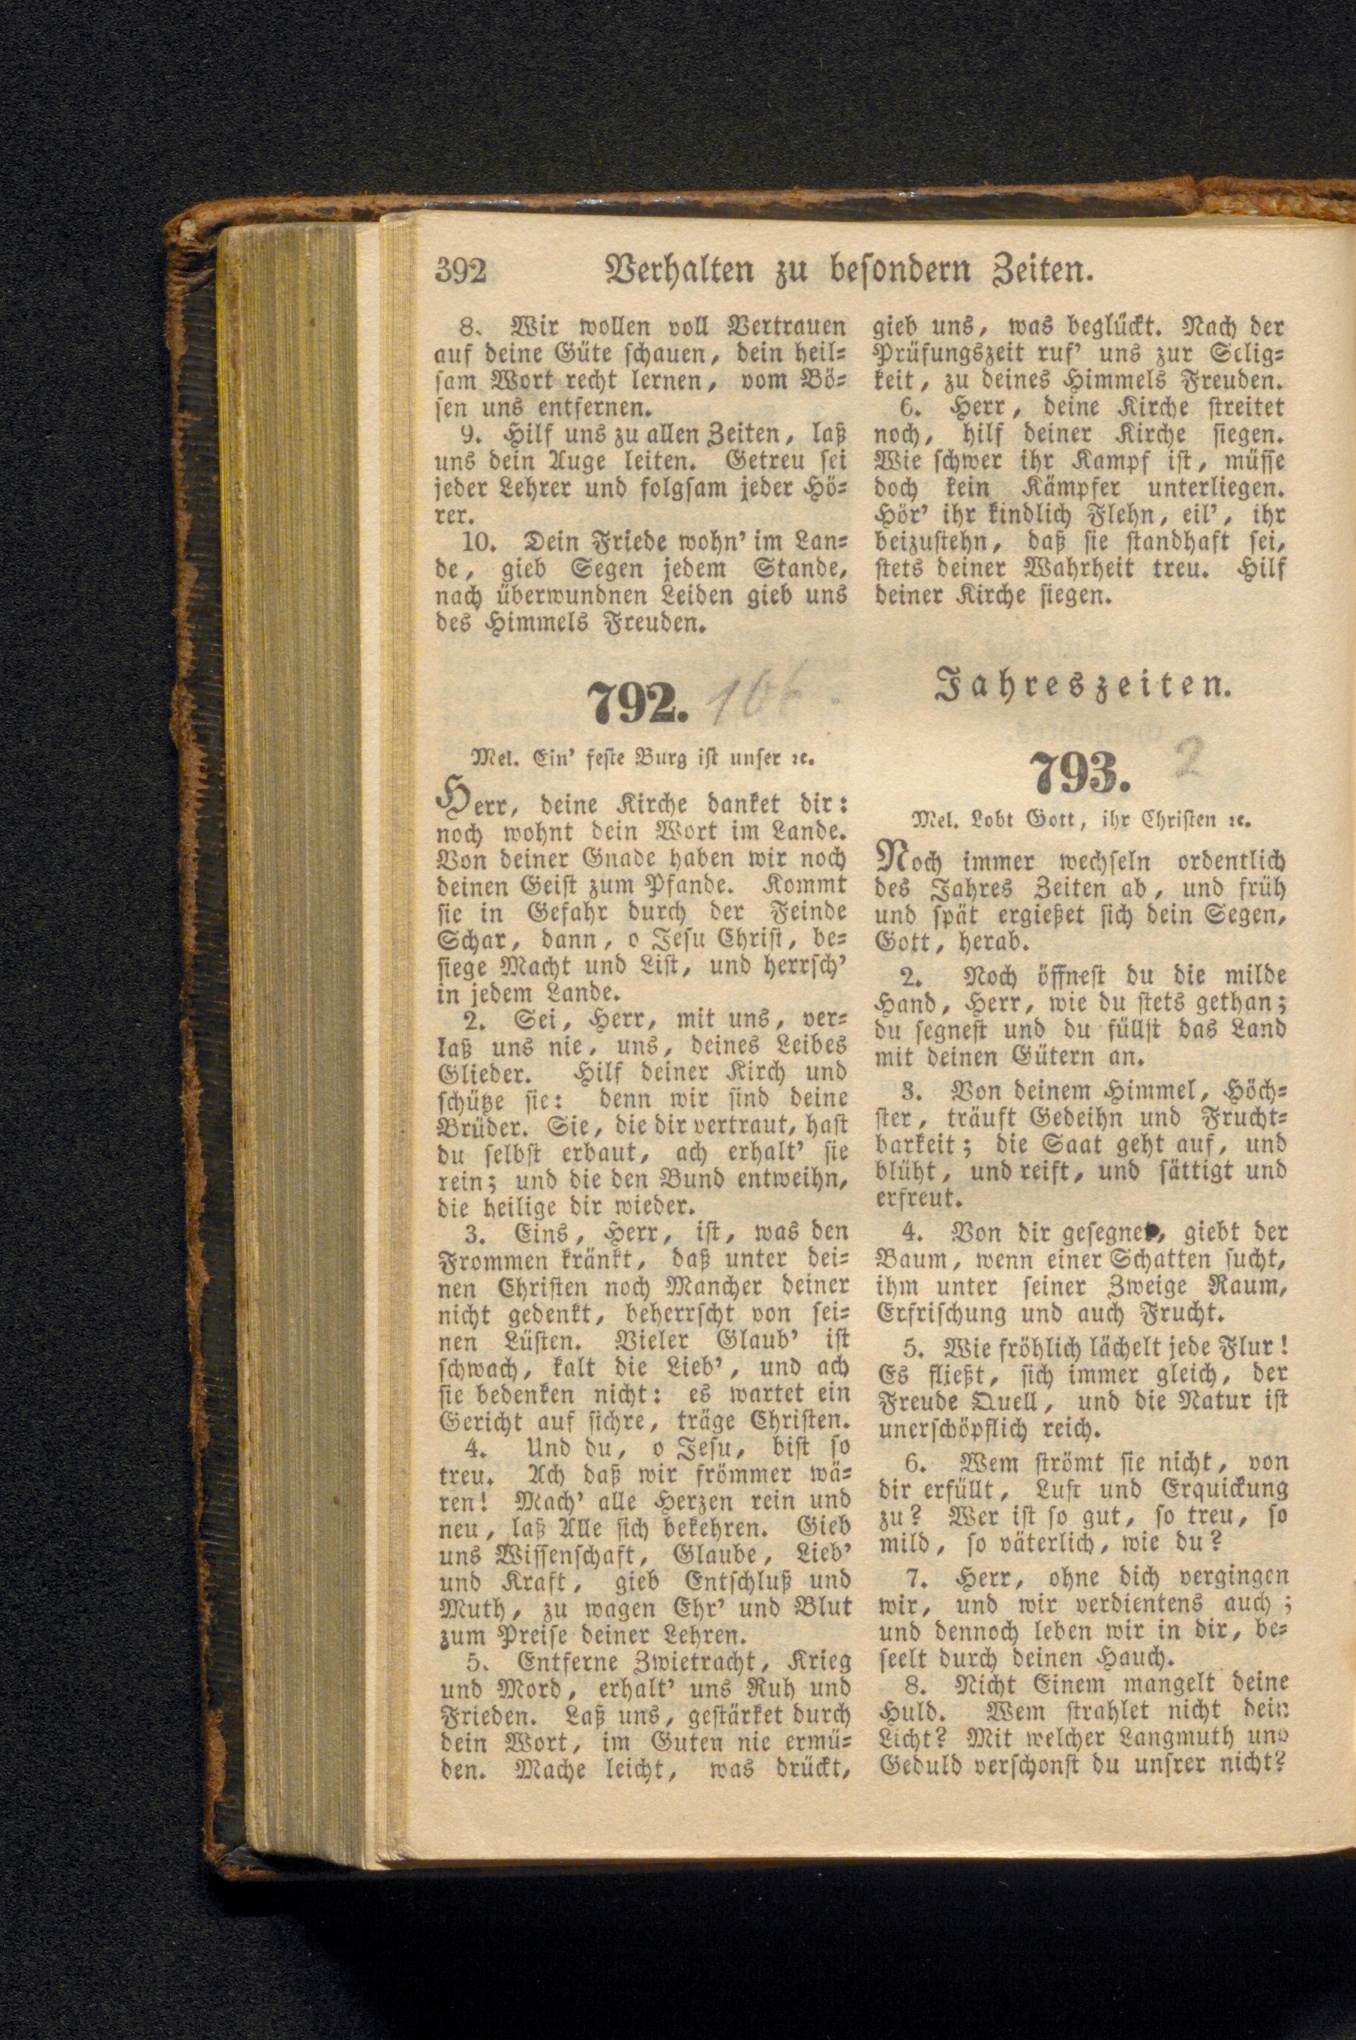 392 Verhalten zu besondern Zeiten.
8. Wir wollen voll Vertrauen
auf deine Güte schauen, dein heil-
sam Wort recht lernen, vom Bö-
sen uns entfernen.
9. Hilf uns zu allen Zeiten, laß
uns dein Auge leiten. Getreu sei
jeder Lehrer und folgsam jeder Hö-
rer.
10. Dein Friede wohn' im Lan-
de, gieb Segen jedem Stande,
nach überwundnen Leiden gieb uns
des Himmels Freuden.
792. 166.
Mel. Ein' feste Burg ist unser ꝛc.
Herr, deine Kirche danket dir:
noch wohnt dein Wort im Lande.
Von deiner Gnade haben wir noch
deinen Geist zum Pfande. Kommt
sie in Gefahr durch der Feinde
Schar, dann, o Jesu Christ, be-
siege Macht und List, und herrsch'
in jedem Lande.
2. Sei, Herr, mit uns, ver-
laß uns nie, uns, deines Leibes
Glieder. Hilf deiner Kirch und
schütze sie: denn wir sind deine
Brüder. Sie, die dir vertraut, hast
du selbst erbaut, ach erhalt' sie
rein; und die den Bund entweihn,
die heilige dir wieder.
3. Eins, Herr, ist, was den
Frommen kränkt, daß unter dei-
nen Christen noch Mancher deiner
nicht gedenkt, beherrscht von sei-
nen Lüsten. Vieler Glaub' ist
schwach, kalt die Lieb', und ach
sie bedenken nicht: es wartet ein
Gericht auf sichre, träge Christen.
4. Und du, o Jesu, bist so
treu. Ach daß wir frömmer wä-
ren! Mach' alle Herzen rein und
neu, laß Alle sich bekehren. Gieb
uns Wissenschaft, Glaube, Lieb'
und Kraft, gieb Entschluß und
Muth, zu wagen Ehr' und Blut
zum Preise deiner Lehren.
5. Entferne Zwietracht, Krieg
und Mord, erhalt' uns Ruh und
Frieden. Laß uns, gestärket durch
dein Wort, im Guten nie ermü-
den. Mache leicht, was drückt,
gieb uns, was beglückt. Nach der
Prüfungszeit ruf' uns zur Selig-
keit, zu deines Himmels Freuden.
6. Herr, deine Kirche streitet
noch, hilf deiner Kirche siegen.
Wie schwer ihr Kampf ist, müsse
doch kein Kämpfer unterliegen.
Hör' ihr kindlich Flehn, eil', ihr
beizustehn, daß sie standhaft sei,
stets deiner Wahrheit treu. Hilf
deiner Kirche siegen.
Jahreszeiten.
793. 2
Mel. Lobt Gott, ihr Christen ꝛc.
Noch immer wechseln ordentlich
des Jahres Zeiten ab, und früh
und spät ergießet sich dein Segen,
Gott, herab.
2. Noch öffnest du die milde
Hand, Herr, wie du stets gethan;
du segnest und du füllst das Land
mit deinen Gütern an.
3. Von deinem Himmel, Höch-
ster, träuft Gedeihn und Frucht-
barkeit; die Saat geht auf, und
blüht, und reift, und sättigt und
erfreut.
4. Von dir gesegnet, giebt der
Baum, wenn einer Schatten sucht,
ihm unter seiner Zweige Raum,
Erfrischung und auch Frucht.
5. Wie fröhlich lächelt jede Flur!
Es fließt, sich immer gleich, der
Freude Quell, und die Natur ist
unerschöpflich reich.
6. Wem strömt sie nicht, von
dir erfüllt, Lust und Erquickung
zu? Wer ist so gut, so treu, so
mild, so väterlich, wie du?
7. Herr, ohne dich vergingen
wir, und wir verdientens auch;
und dennoch leben wir in dir, be-
seelt durch deinen Hauch.
8. Nicht Einem mangelt deine
Huld. Wem strahlet nicht dein
Licht? Mit welcher Langmuth und
Geduld verschonst du unsrer nicht?